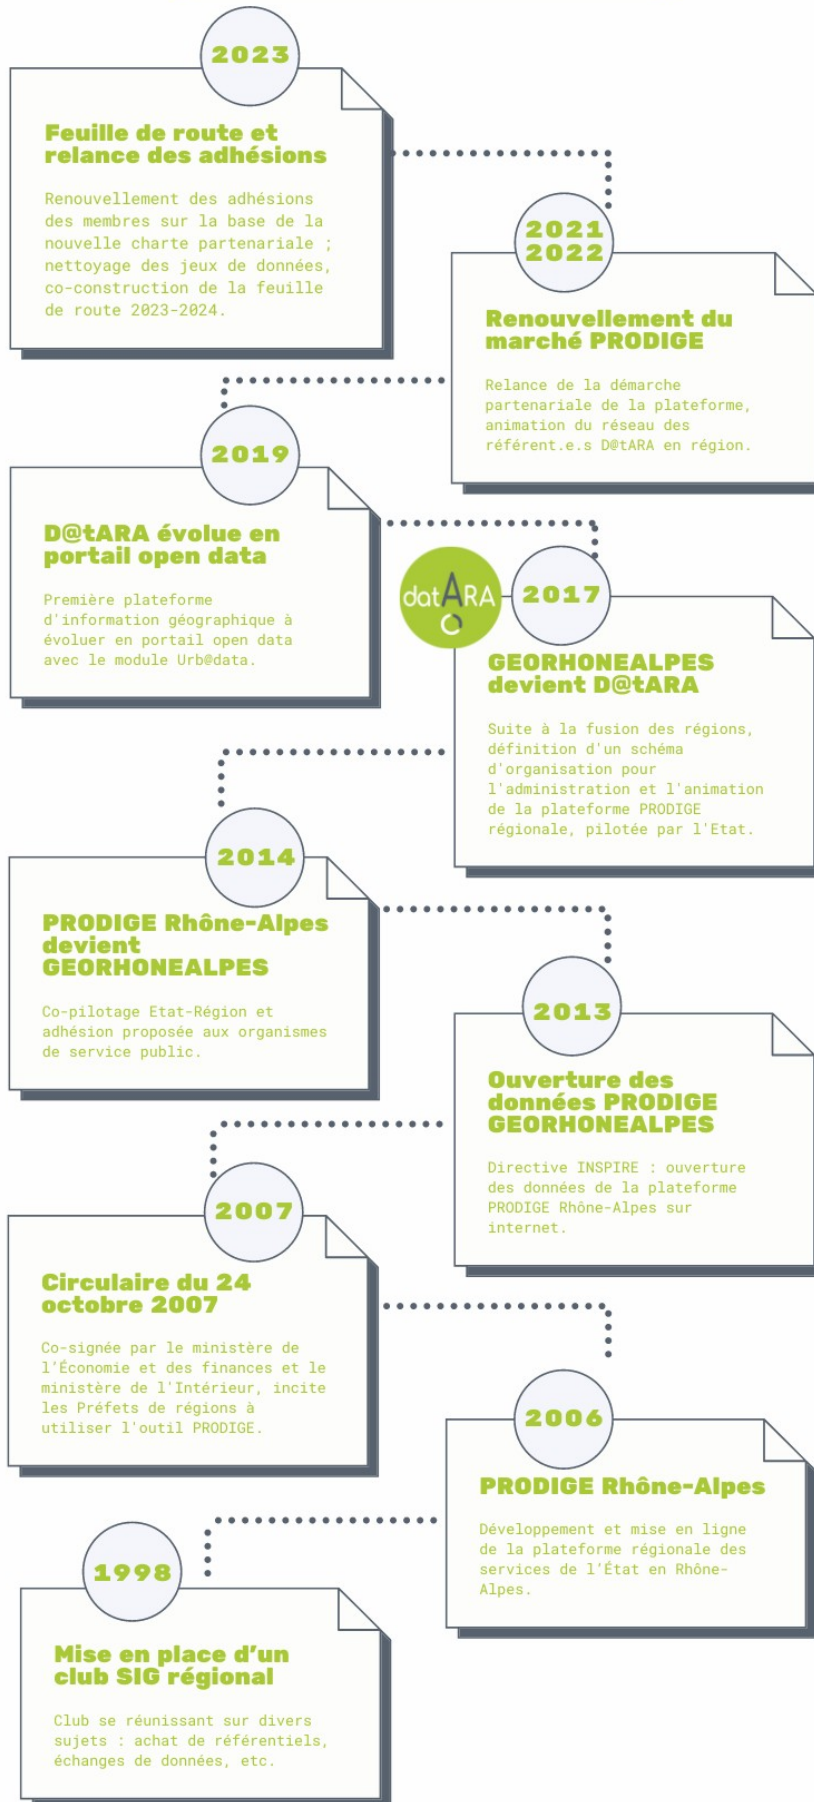 2023
Feuille de route et
relance des adhésions
Renouvellement des adhésions
des membres sur la base de la
nouvelle charte partenariale ;
nettoyage des jeux de données,
co-construction de la feuille
de route 2023-2024.
2021
2022
Renouvellement du
marché PRODIGE
Relance de la démarche
partenariale de la plateforme,
animation du réseau des
référent.e.s D@tARA en région.
2019
D@tARA évolue en
portail open data
Première plateforme
d'information géographique à
évoluer en portail open data
avec le module Urb@data.
datARA
2017
GEORHONEALPES
devient D@tARA
Suite à la fusion des régions,
définition d'un schéma
d'organisation pour
l'administration et l'animation
de la plateforme PRODIGE
régionale, pilotée par l'Etat.
2014
PRODIGE Rhône-Alpes
devient
GEORHONEALPES
Co-pilotage Etat-Région et
adhésion proposée aux organismes
de service public.
2013
Ouverture des
données PRODIGE
GEORHONEALPES
Directive INSPIRE : ouverture
des données de la plateforme
PRODIGE Rhône-Alpes sur
internet.
2007
Circulaire du 24
octobre 2007
Co-signée par le ministère de
l’Économie et des finances et le
ministère de l'Intérieur, incite
les Préfets de régions à
utiliser l'outil PRODIGE.
2006
PRODIGE Rhône-Alpes
Développement et mise en ligne
de la plateforme régionale des
services de l’État en Rhône-
Alpes.
1998
Mise en place d’un
club SIG régional
Club se réunissant sur divers
sujets : achat de référentiels,
échanges de données, etc.